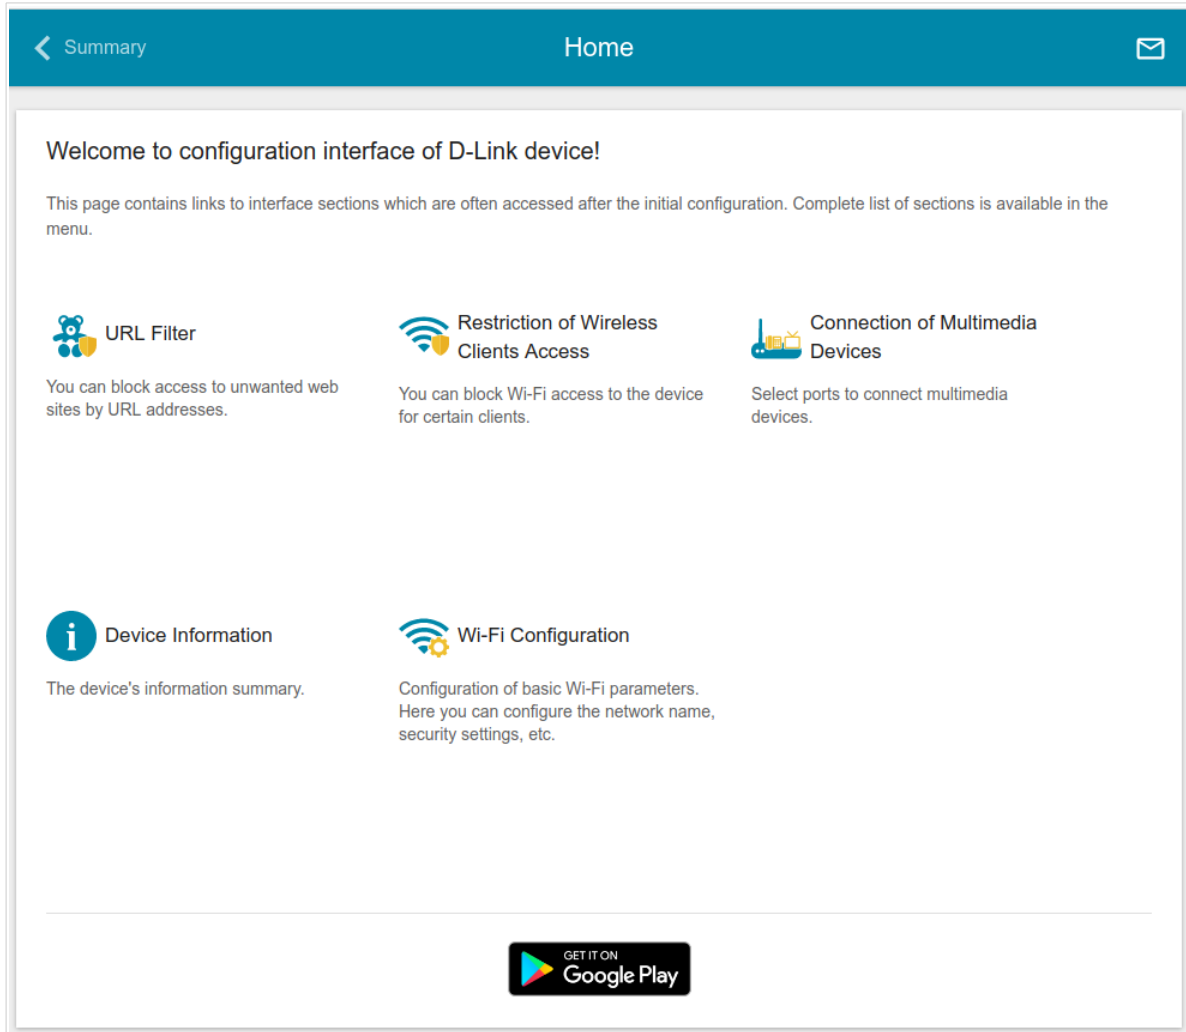 Summary
Home
Welcome to configuration interface of D-Link device!
This page contains links to interface sections which are often accessed after the initial configuration. Complete list of sections is available in the
menu.
URL Filter
You can block access to unwanted web
sites by URL addresses.
Restriction of Wireless
Clients Access
You can block Wi-Fi access to the device
for certain clients.
Connection of Multimedia
Devices
Select ports to connect multimedia
devices.
Device Information
The device's information summary.
Wi-Fi Configuration
Configuration of basic Wi-Fi parameters.
Here you can configure the network name,
security settings, etc.
GET IT ON
Google Play